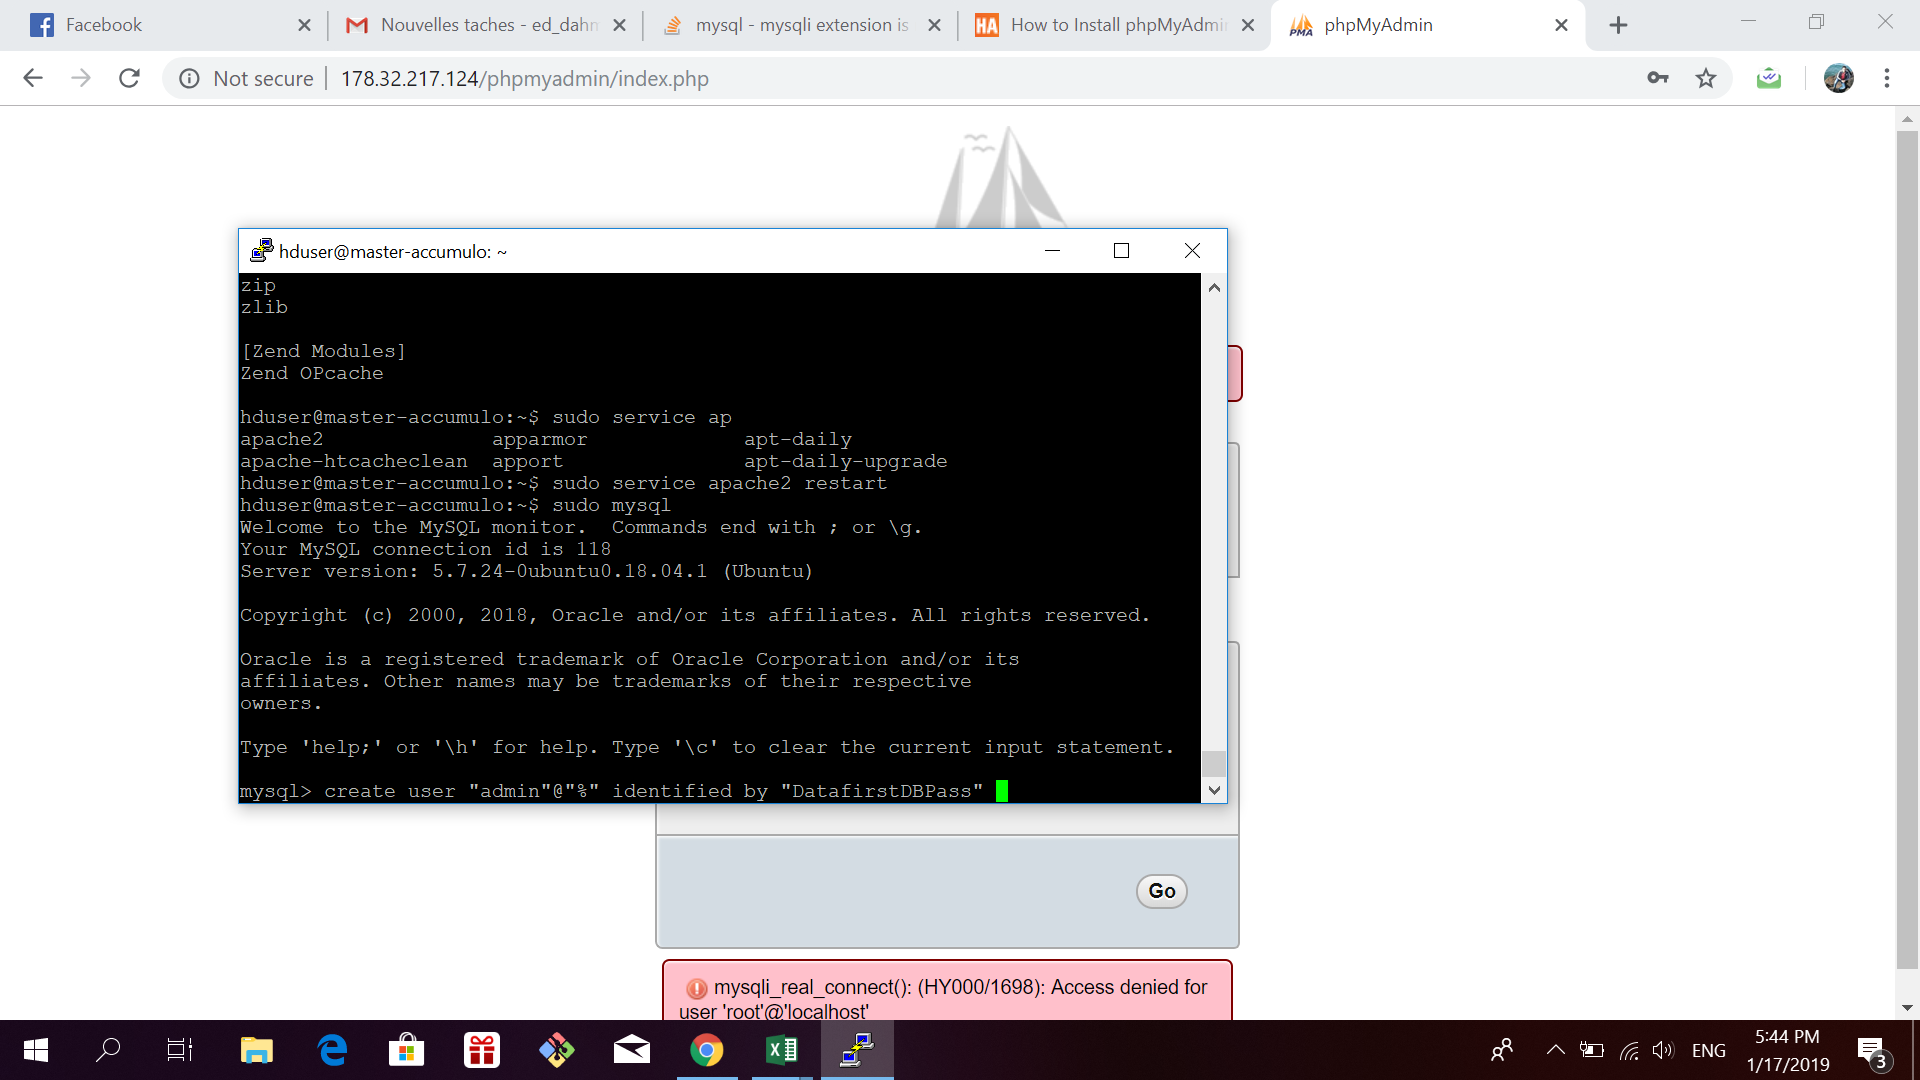 Facebook
Nouvelles taches - ed_dahm
mysql - mysqli extension is
HA How to Install phpMyAdmi
PMA phpMyAdmin
Not secure 178.32.217.124/phpmyadmin/index.php
hduser@master-accumulo: ~
zip
zlib
[Zend Modules]
Zend OPcache
hduser@master-accumulo:~$ sudo service ap
apache2 apparmor apt-daily
apache-htcacheclean apport apt-daily-upgrade
hduser@master-accumulo:~$ sudo service apache2 restart
hduser@master-accumulo:~$ sudo mysql
Welcome to the MySQL monitor.  Commands end with ; or \g.
Your MySQL connection id is 118
Server version: 5.7.24-0ubuntu0.18.04.1 (Ubuntu)
Copyright (c) 2000, 2018, Oracle and/or its affiliates. All rights reserved.
Oracle is a registered trademark of Oracle Corporation and/or its
affiliates. Other names may be trademarks of their respective
owners.
Type 'help;' or '\h' for help. Type '\c' to clear the current input statement.
mysql> create user "admin"@"%" identified by "DatafirstDBPass"
Go
mysqli_real_connect(): (HY000/1698): Access denied for
user 'root'@'localhost'
ENG
5:44 PM
1/17/2019
3